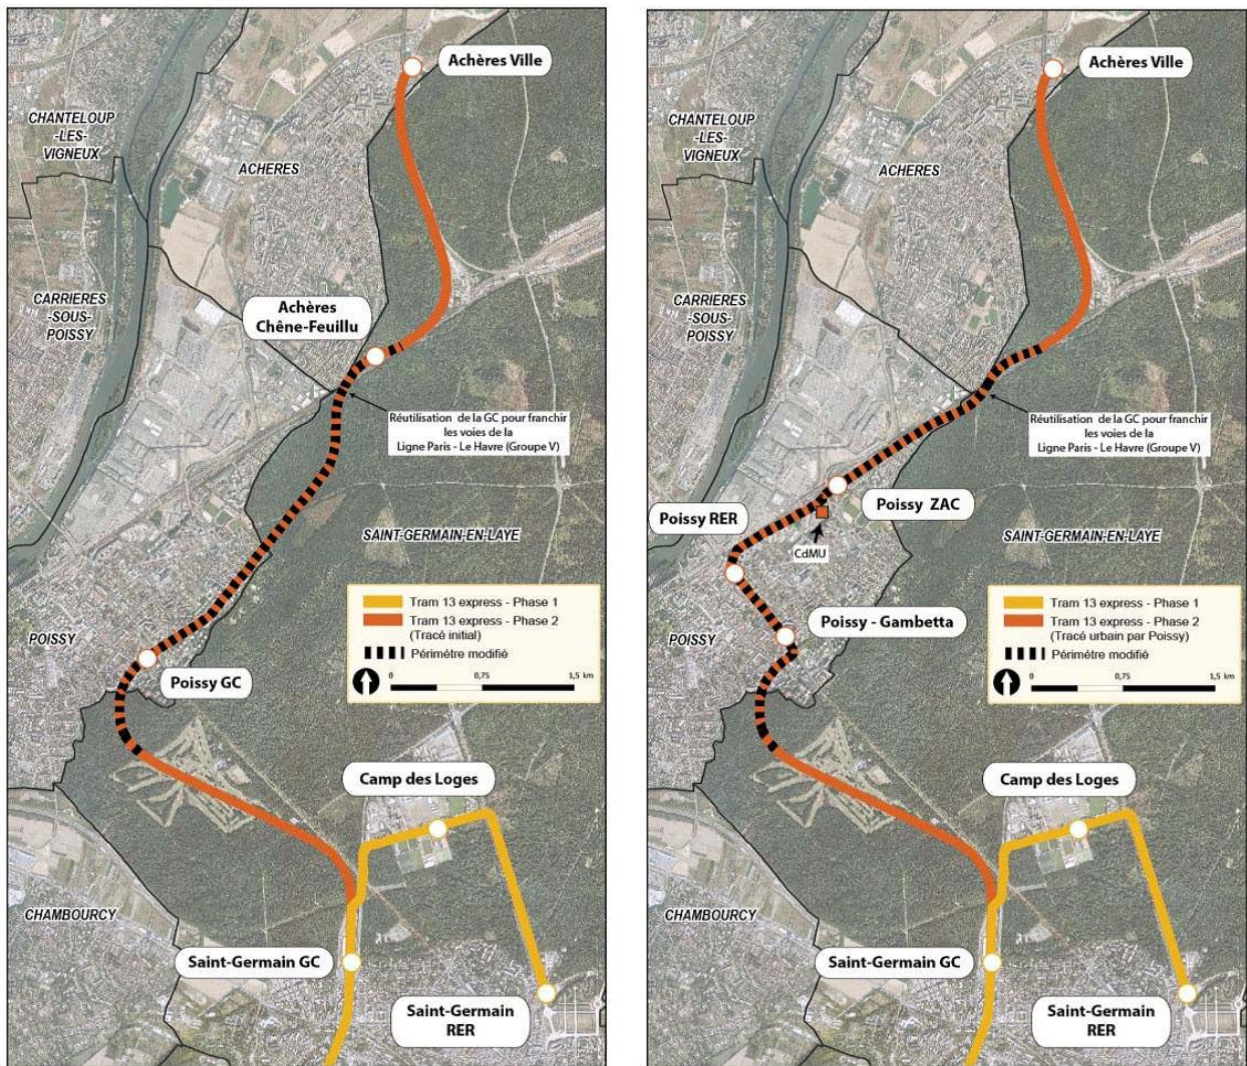 Achères Ville
CHANTELOUP
-LES-
VIGNEUX
ACHERES
CARRIERES
-SOUS-
POISSY
Achères
Chêne-Feuillu
Réutilisation de la GC pour franchir
les voies de la
Ligne Paris - Le Havre (Groupe V)
SAINT-GERMAIN-EN-LAYE
Tram 13 express - Phase 1
Tram 13 express - Phase 2
(Tracé initial)
Périmétre modifié
0 0,75 1,5 km
POISSY
Poissy GC
Camp des Loges
CHAMBOURCY
Saint-Germain GC
Saint-Germain
RER
Achères Ville
CHANTELOUP
-LES-
VIGNEUX
ACHERES
CARRIERES
-SOUS-
POISSY
Réutilisation de la GC pour franchir
les voies de la
Ligne Paris - Le Havre (Groupe V)
Poissy ZAC
Poissy RER
CdMU
SAINT-GERMAIN-EN-LAYE
Tram 13 express - Phase 1
Tram 13 express - Phase 2
(Tracé urbain par Poissy)
Périmétre modifié
0 0,75 1,5 km
POISSY
Poissy - Gambetta
Camp des Loges
CHAMBOURCY
Saint-Germain GC
Saint-Germain
RER